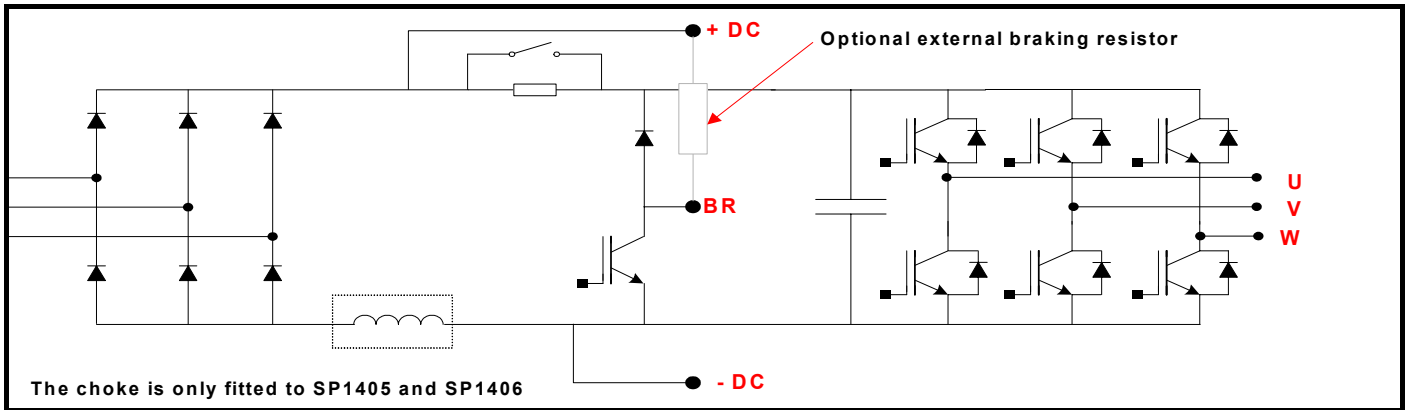 + DC
Optional external braking resistor
BR
U
V
W
The choke is only fitted to SP1405 and SP1406
- DC